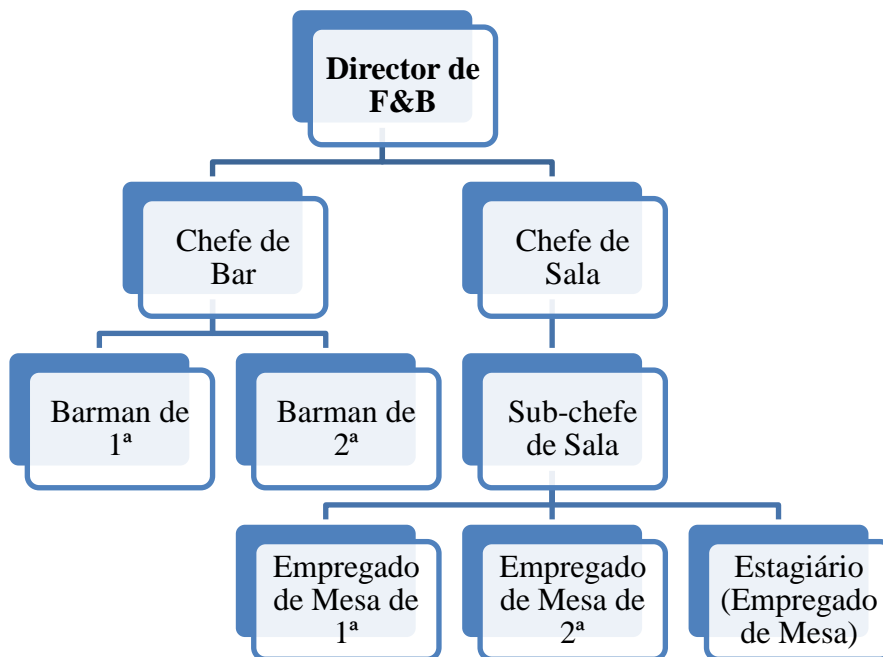 Director de
F&B
Chefe de
Bar
Chefe de
Sala
Barman de
1ª
Barman de
2ª
Sub-chefe
de Sala
Empregado
de Mesa de
1ª
Empregado
de Mesa de
2ª
Estagiário
(Empregado
de Mesa)